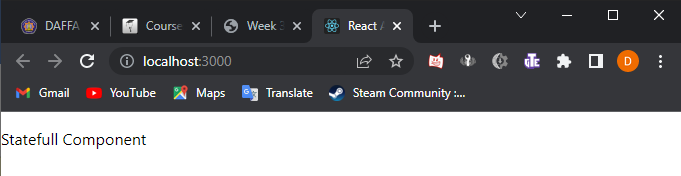 DAFFA
Course
Week 3
React A
localhost:3000
D
Gmail
YouTube
Maps
Translate
Steam Community :...
Statefull Component